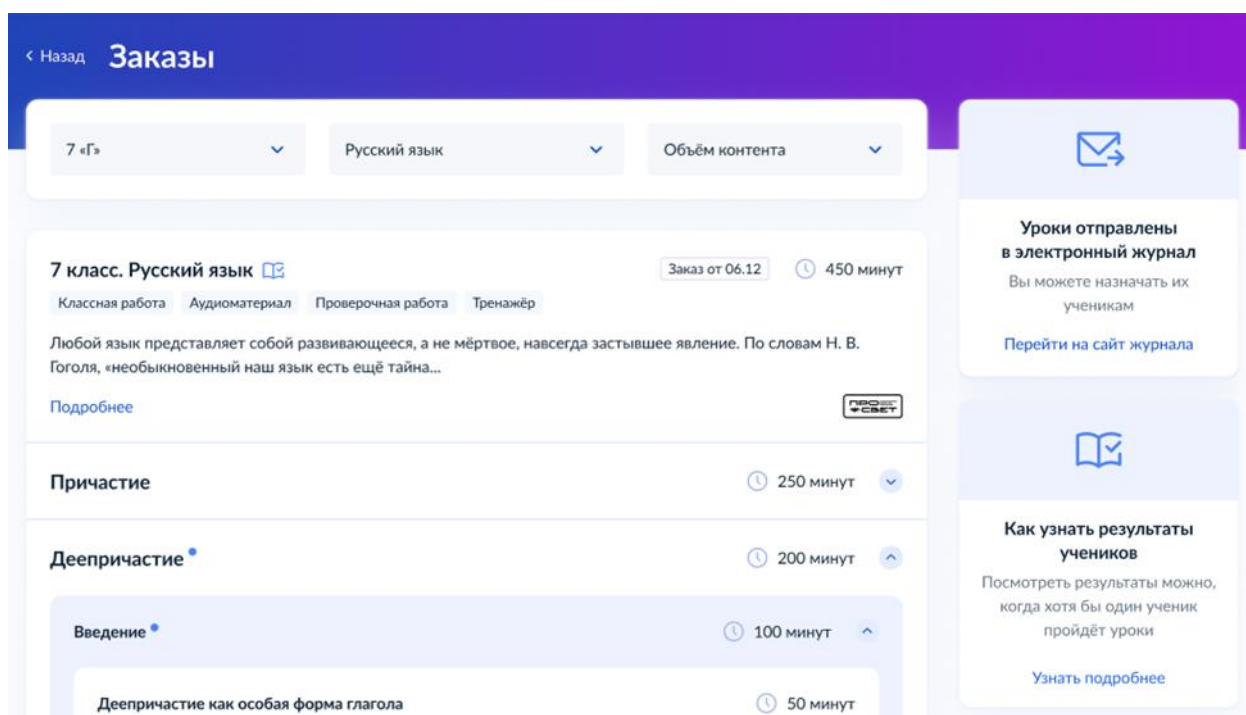 Назад Заказы
7 «Г» Русский язык Объём контента
7 класс. Русский язык Заказ от 06.12 450 минут
Классная работа Аудиоматериал Проверочная работа Тренажёр
Любой язык представляет собой развивающееся, а не мёртвое, навсегда застывшее явление. По словам Н. В.
Гоголя, «необыкновенный наш язык есть ещё тайна...
Подробнее
ПРО
СВЕТ
Причастие 250 минут
Деепричастие 200 минут
Введение 100 минут
Деепричастие как особая форма глагола 50 минут
Уроки отправлены
в электронный журнал
Вы можете назначать их
ученикам
Перейти на сайт журнала
Как узнать результаты
учеников
Посмотреть результаты можно,
когда хотя бы один ученик
пройдёт уроки
Узнать подробнее